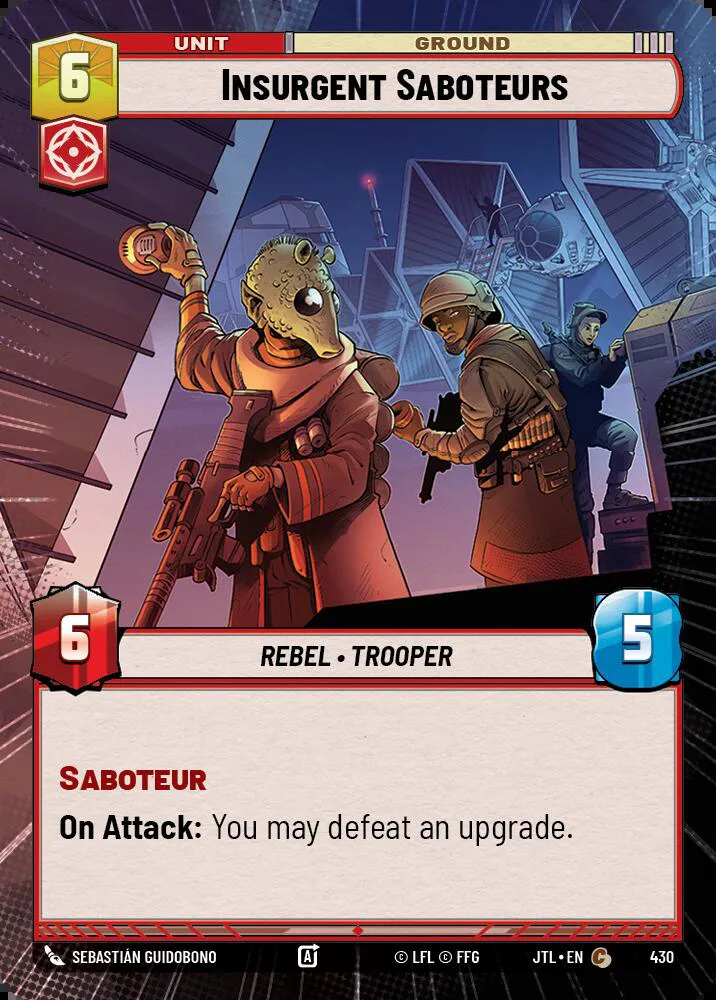 UNIT
GROUND
6
INSURGENT SABOTEURS
6
REBEL • TROOPER
5
SABOTEUR
On Attack: You may defeat an upgrade.
SEBASTIÁN GUIDOBONO
A
© LFL © FFG
JTL • EN
C
430